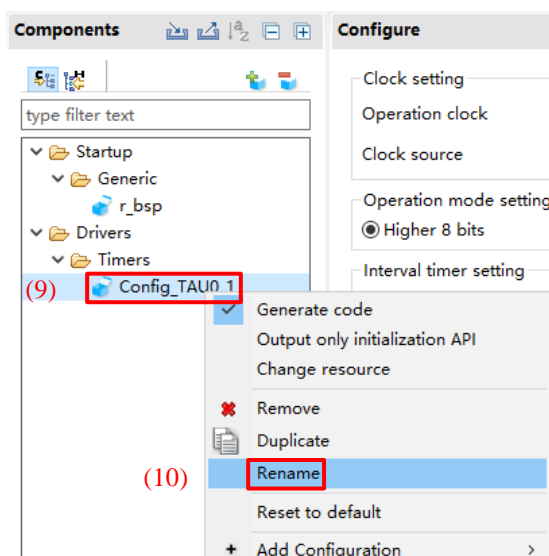 Components
Configure
type filter text
Startup
Generic
r_bsp
Drivers
Timers
(9)
Config_TAU0_1
Clock setting
Operation clock
Clock source
Operation mode setting
Higher 8 bits
Interval timer setting
Generate code
Output only initialization API
Change resource
Remove
Duplicate
(10)
Rename
Reset to default
Add Configuration